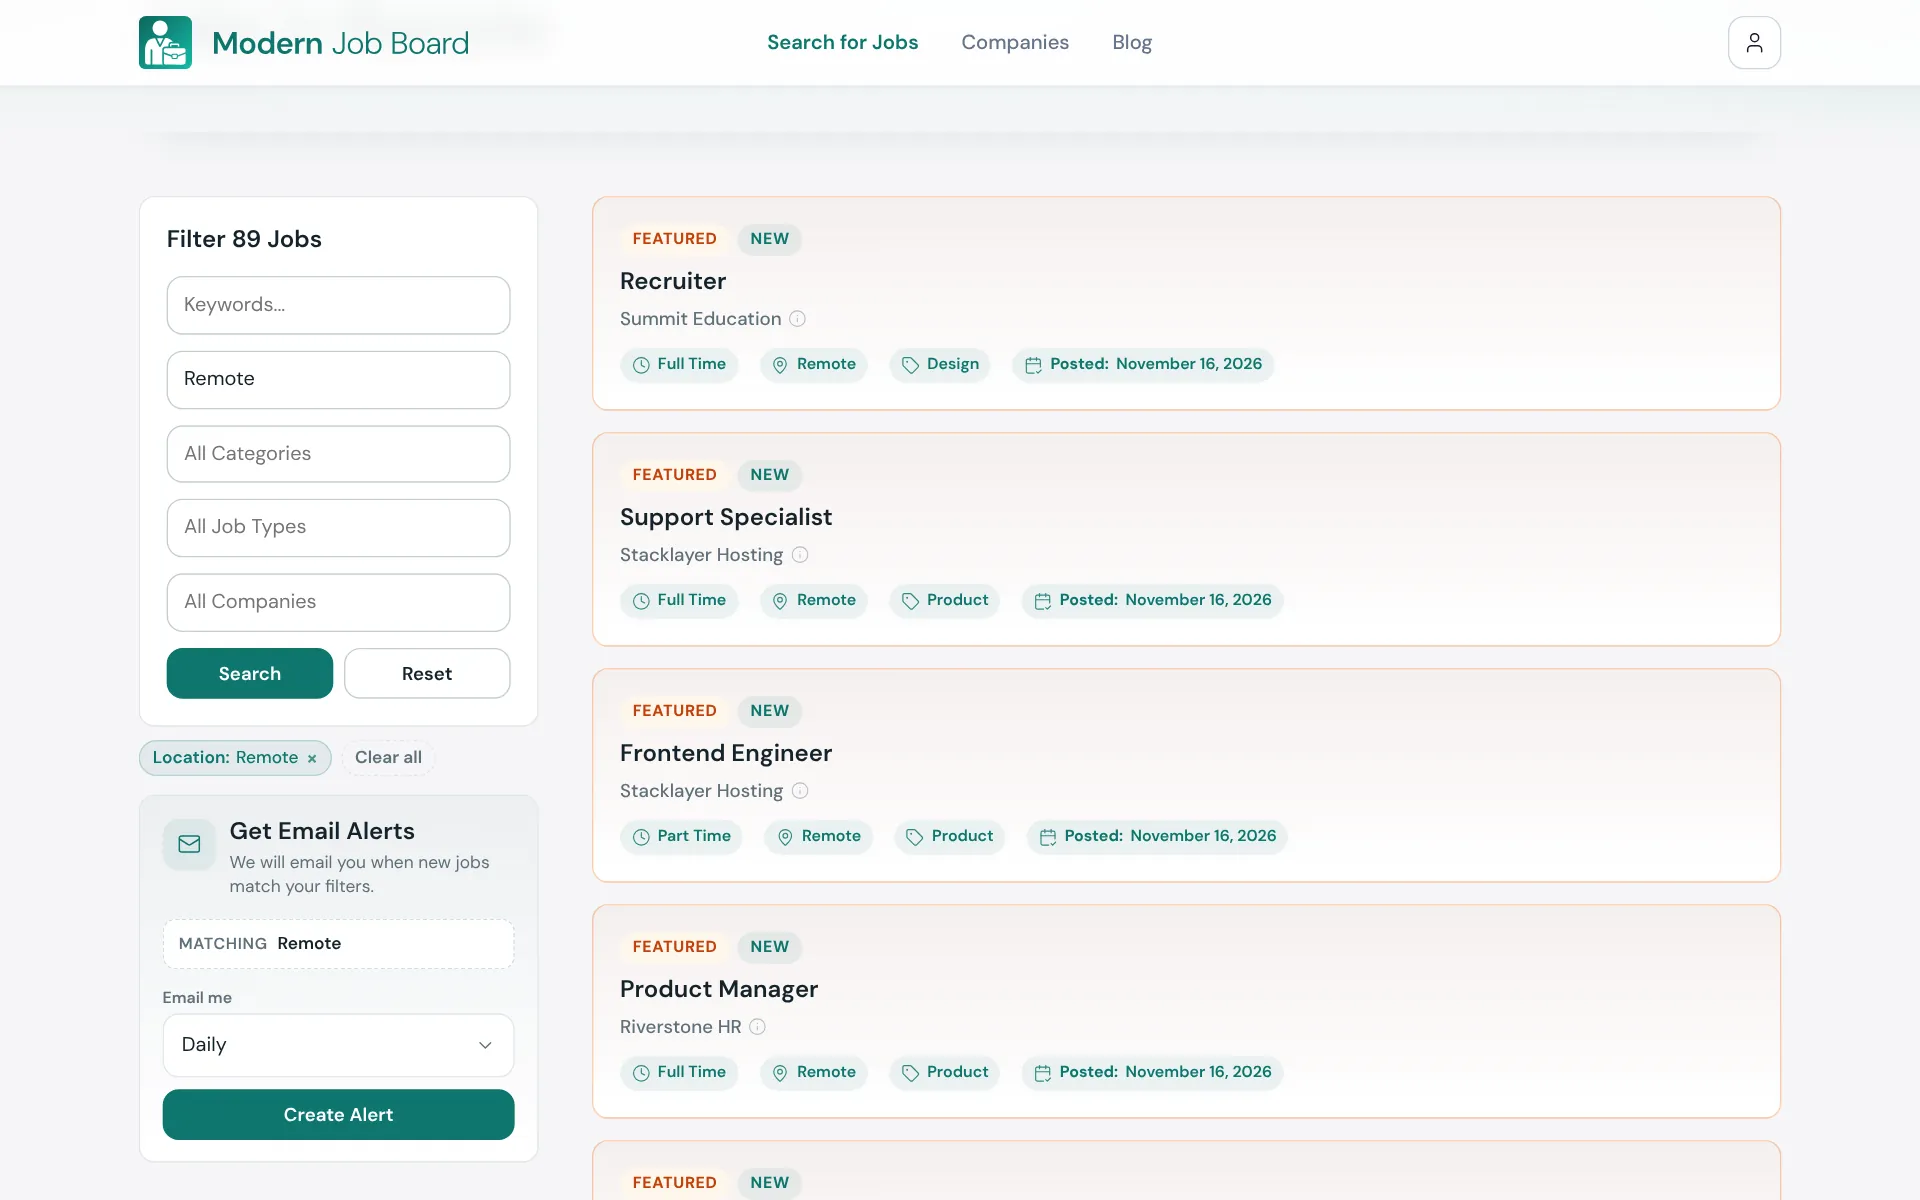 Modern Job Board
Search for Jobs
Companies
Blog
Filter 89 Jobs
Keywords...
Remote
All Categories
All Job Types
All Companies
Search
Reset
Location: Remote ×
Clear all
Get Email Alerts
We will email you when new jobs
match your filters.
MATCHING Remote
Email me
Daily
Create Alert
FEATURED NEW
Recruiter
Summit Education
Full Time Remote Design Posted: November 16, 2026
FEATURED NEW
Support Specialist
Stacklayer Hosting
Full Time Remote Product Posted: November 16, 2026
FEATURED NEW
Frontend Engineer
Stacklayer Hosting
Part Time Remote Product Posted: November 16, 2026
FEATURED NEW
Product Manager
Riverstone HR
Full Time Remote Product Posted: November 16, 2026
FEATURED NEW